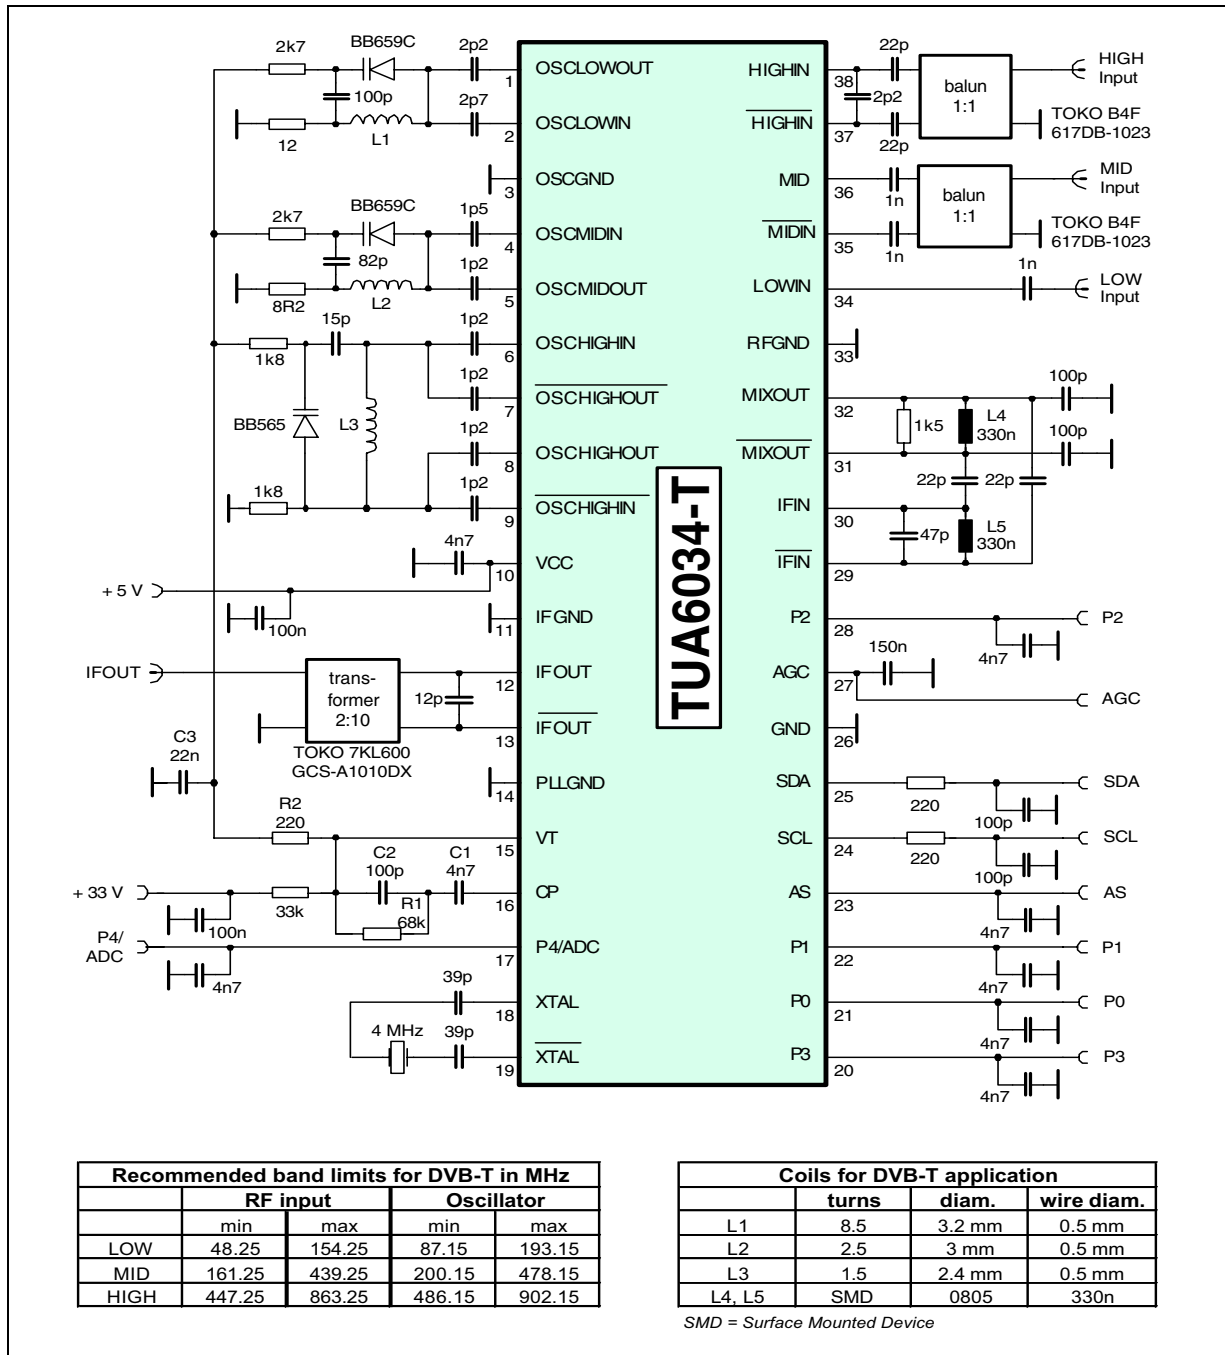 2k7
BB659C
2p2
1
OSCLOWOUT
HIGHIN
38
22p
HIGH
Input
100p
2p7
2p2
balun
1:1
12
L1
2
OSCLOWIN
HIGHIN
37
22p
TOKO B4F
617DB-1023
3
OSCGND
MID
36
1n
MID
Input
2k7
BB659C
1p5
4
OSCMIDIN
MIDIN
35
1n
balun
1:1
TOKO B4F
617DB-1023
82p
1p2
8R2
L2
5
OSCMIDOUT
LOWIN
34
1n
LOW
Input
15p
1p2
1k8
6
OSCHIGHIN
RFGND
33
1p2
7
OSCHIGHOUT
MIXOUT
32
100p
BB565
L3
1k5
L4
330n
1p2
8
OSCHIGHOUT
MIXOUT
31
100p
22p
22p
1k8
1p2
9
OSCHIGHIN
IFIN
30
47p
L5
330n
4n7
10
VCC
IFIN
29
+ 5 V
100n
11
IFGND
P2
28
4n7
P2
IFOUT
trans-
former
2:10
12p
12
IFOUT
AGC
27
150n
AGC
13
IFOUT
GND
26
TOKO 7KL600
GCS-A1010DX
C3
22n
14
PLLGND
SDA
25
220
100p
SDA
R2
220
15
VT
SCL
24
220
100p
SCL
C2
100p
C1
4n7
+ 33 V
33k
R1
68k
16
CP
AS
23
4n7
AS
100n
P4/
ADC
4n7
17
P4/ADC
P1
22
4n7
P1
39p
18
XTAL
P0
21
4n7
P0
4 MHz
39p
19
XTAL
P3
20
4n7
P3
TUA6034-T
Recommended band limits for DVB-T in MHz
RF input Oscillator
min max min max
LOW 48.25 154.25 87.15 193.15
MID 161.25 439.25 200.15 478.15
HIGH 447.25 863.25 486.15 902.15
Coils for DVB-T application
turns diam. wire diam.
L1 8.5 3.2 mm 0.5 mm
L2 2.5 3 mm 0.5 mm
L3 1.5 2.4 mm 0.5 mm
L4, L5 SMD 0805 330n
SMD = Surface Mounted Device